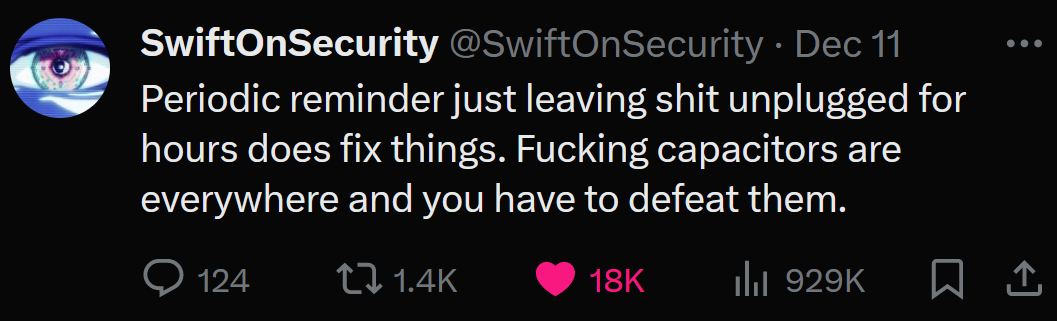 SwiftOnSecurity @SwiftOnSecurity · Dec 11
Periodic reminder just leaving shit unplugged for
hours does fix things. Fucking capacitors are
everywhere and you have to defeat them.
124 1.4K 18K 929K